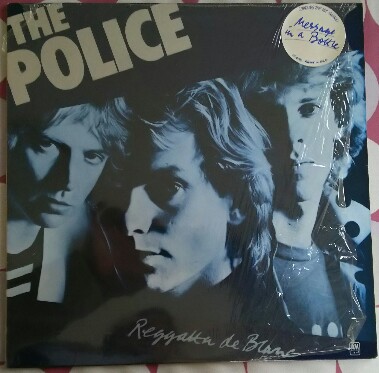 THE
POLICE
Message
in a Bottle
Reggatta de Blanc